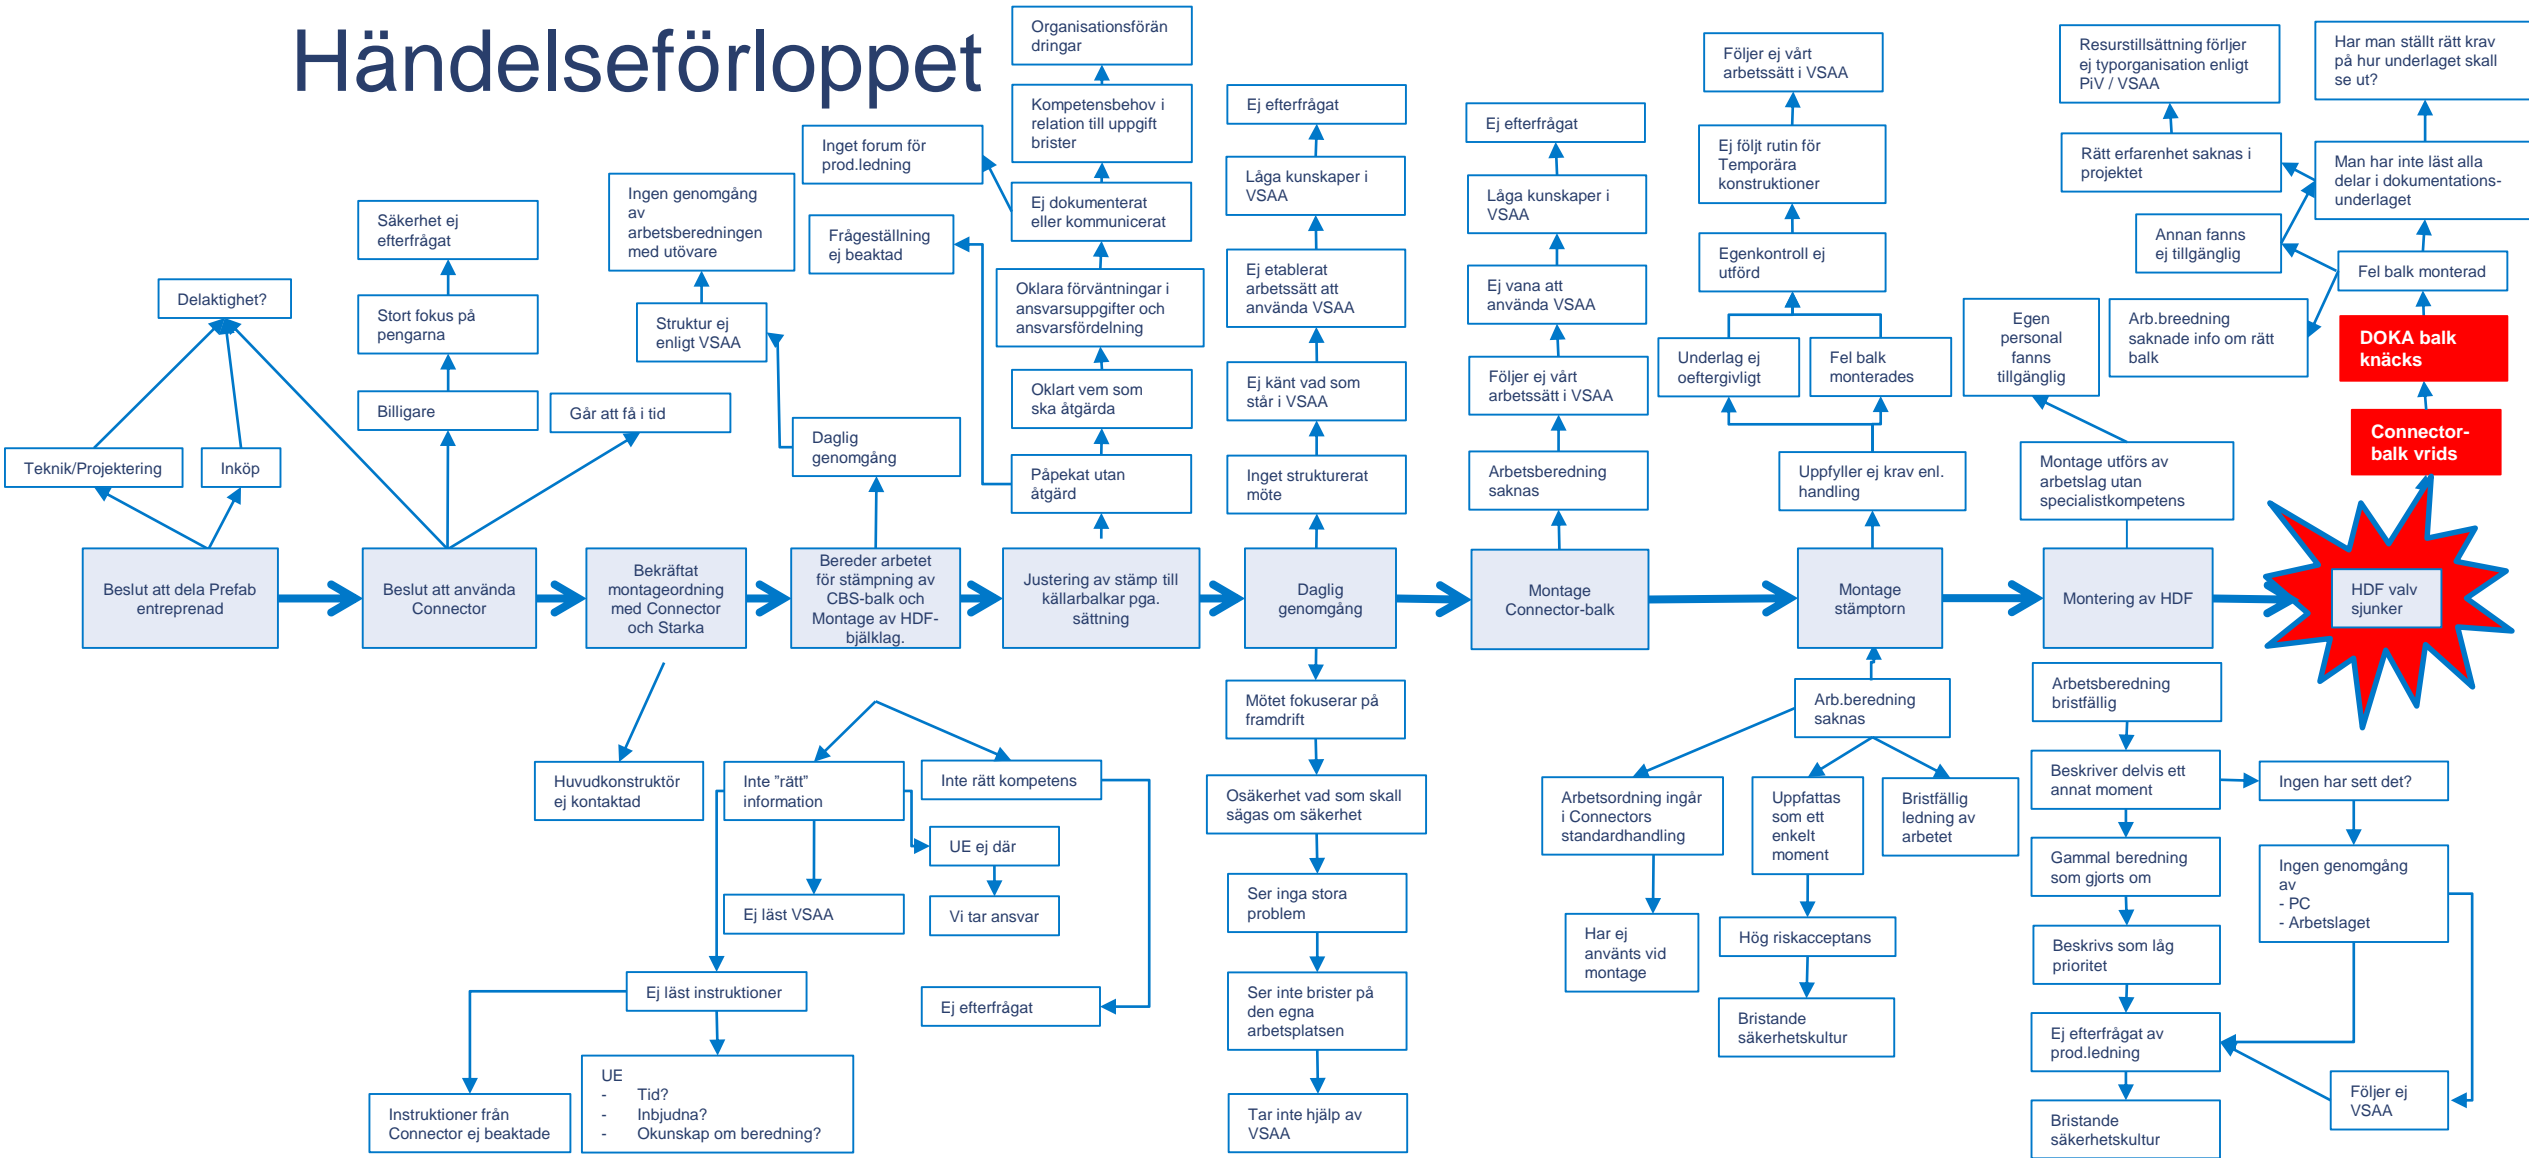 Händelseförloppet
Organisationsförän
dringar
Kompetensbehov i
relation till uppgift
brister
Inget forum för
prod.ledning
Ej dokumenterat
eller kommunicerat
Frågeställning
ej beaktad
Oklara förväntningar i
ansvarsuppgifter och
ansvarsfördelning
Oklart vem som
ska åtgärda
Påpekat utan
åtgärd
Ingen genomgång
av
arbetsberedningen
med utövare
Struktur ej
enligt VSAA
Daglig
genomgång
Säkerhet ej
efterfrågat
Stort fokus på
pengarna
Billigare
Går att få i tid
Delaktighet?
Teknik/Projektering
Inköp
Ej efterfrågat
Låga kunskaper i
VSAA
Ej etablerat
arbetssätt att
använda VSAA
Ej känt vad som
står i VSAA
Inget strukturerat
möte
Ej efterfrågat
Låga kunskaper i
VSAA
Ej vana att
använda VSAA
Följer ej vårt
arbetssätt i VSAA
Arbetsberedning
saknas
Följer ej vårt
arbetssätt i VSAA
Ej följt rutin för
Temporära
konstruktioner
Egenkontroll ej
utförd
Underlag ej
oeftergivligt
Fel balk
monterades
Uppfyller ej krav enl.
handling
Resurstillsättning förljer
ej typorganisation enligt
PiV / VSAA
Har man ställt rätt krav
på hur underlaget skall
se ut?
Rätt erfarenhet saknas i
projektet
Man har inte läst alla
delar i dokumentations-
underlaget
Annan fanns
ej tillgänglig
Fel balk monterad
Egen
personal
fanns
tillgänglig
Arb.breedning
saknade info om rätt
balk
DOKA balk
knäcks
Connector-
balk vrids
Montage utförs av
arbetslag utan
specialistkompetens
Beslut att dela Prefab
entreprenad
Beslut att använda
Connector
Bekräftat
montageordning
med Connector
och Starka
Bereder arbetet
för stämpning av
CBS-balk och
Montage av HDF-
bjälklag.
Justering av stämp till
källarbalkar pga.
sättning
Daglig
genomgång
Montage
Connector-balk
Montage
stämptorn
Montering av HDF
HDF valv
sjunker
Huvudkonstruktör
ej kontaktad
Inte ”rätt”
information
Inte rätt kompetens
UE ej där
Ej läst VSAA
Vi tar ansvar
Ej läst instruktioner
Ej efterfrågat
Instruktioner från
Connector ej beaktade
UE
- Tid?
- Inbjudna?
- Okunskap om beredning?
Mötet fokuserar på
framdrift
Osäkerhet vad som skall
sägas om säkerhet
Ser inga stora
problem
Ser inte brister på
den egna
arbetsplatsen
Tar inte hjälp av
VSAA
Arb.beredning
saknas
Arbetsordning ingår
i Connectors
standardhandling
Uppfattas
som ett
enkelt
moment
Bristfällig
ledning av
arbetet
Har ej
använts vid
montage
Hög riskacceptans
Bristande
säkerhetskultur
Arbetsberedning
bristfällig
Beskriver delvis ett
annat moment
Ingen har sett det?
Gammal beredning
som gjorts om
Ingen genomgång
av
- PC
- Arbetslaget
Beskrivs som låg
prioritet
Ej efterfrågat av
prod.ledning
Följer ej
VSAA
Bristande
säkerhetskultur